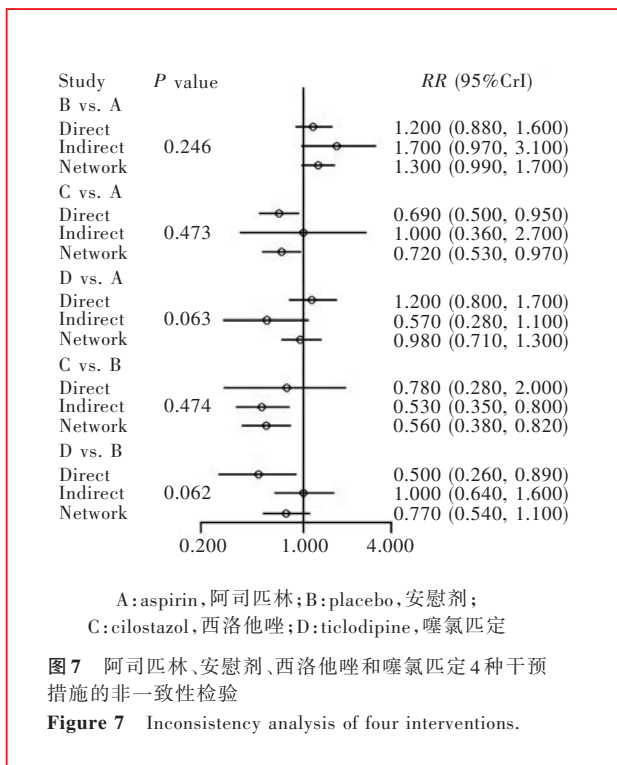 Study P value RR (95%CrI)
B vs. A
Direct 1.200 (0.880, 1.600)
Indirect 0.246 1.700 (0.970, 3.100)
Network 1.300 (0.990, 1.700)
C vs. A
Direct 0.690 (0.500, 0.950)
Indirect 0.473 1.000 (0.360, 2.700)
Network 0.720 (0.530, 0.970)
D vs. A
Direct 1.200 (0.800, 1.700)
Indirect 0.063 0.570 (0.280, 1.100)
Network 0.980 (0.710, 1.300)
C vs. B
Direct 0.780 (0.280, 2.000)
Indirect 0.474 0.530 (0.350, 0.800)
Network 0.560 (0.380, 0.820)
D vs. B
Direct 0.500 (0.260, 0.890)
Indirect 0.062 1.000 (0.640, 1.600)
Network 0.770 (0.540, 1.100)
0.200 1.000 4.000
A:aspirin,阿司匹林;B:placebo,安慰剂;
C:cilostazol,西洛他唑;D:ticlodipine,噻氯匹定
图7 阿司匹林、安慰剂、西洛他唑和噻氯匹定4种干预
措施的非一致性检验
Figure 7 Inconsistency analysis of four interventions.